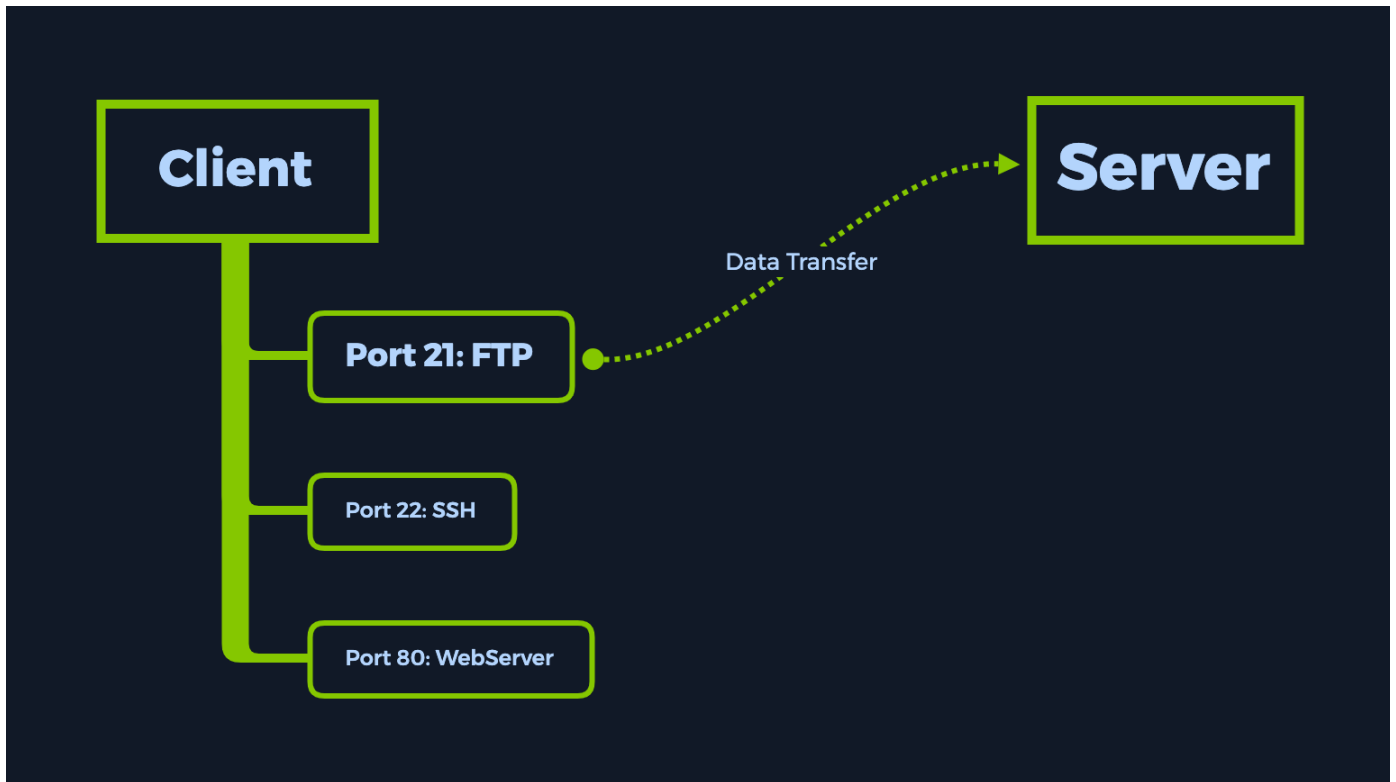 Client
Server
Data Transfer
Port 21: FTP
Port 22: SSH
Port 80: WebServer